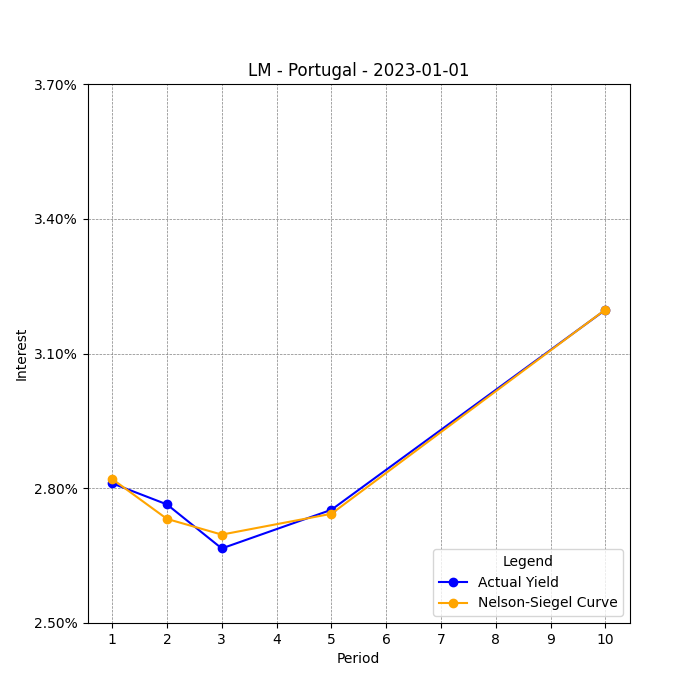 LM - Portugal - 2023-01-01
3.70%
3.40%
3.10%
2.80%
2.50%
Interest
Legend
Actual Yield
Nelson-Siegel Curve
1 2 3 4 5 6 7 8 9 10
Period